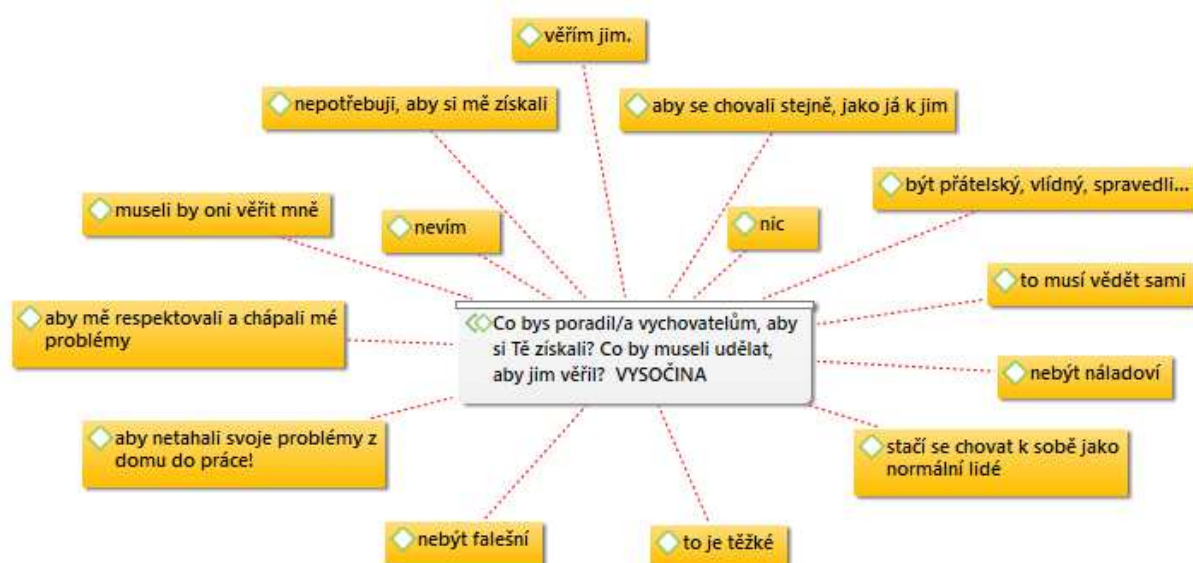 věřím jim.
nepotřebuji, aby si mě získali
aby se chovali stejně, jako já k jim
být přátelský, vlídný, spravedli...
museli by oni věřit mně
nevím
nic
to musí vědět sami
aby mě respektovali a chápali mé
problémy
Co bys poradil/a vychovatelům, aby
si Tě získali? Co by museli udělat,
aby jim věřil? VYSOČINA
nebýt náladoví
aby netahali svoje problémy z
domu do práce!
stačí se chovat k sobě jako
normální lidé
nebýt falešní
to je těžké